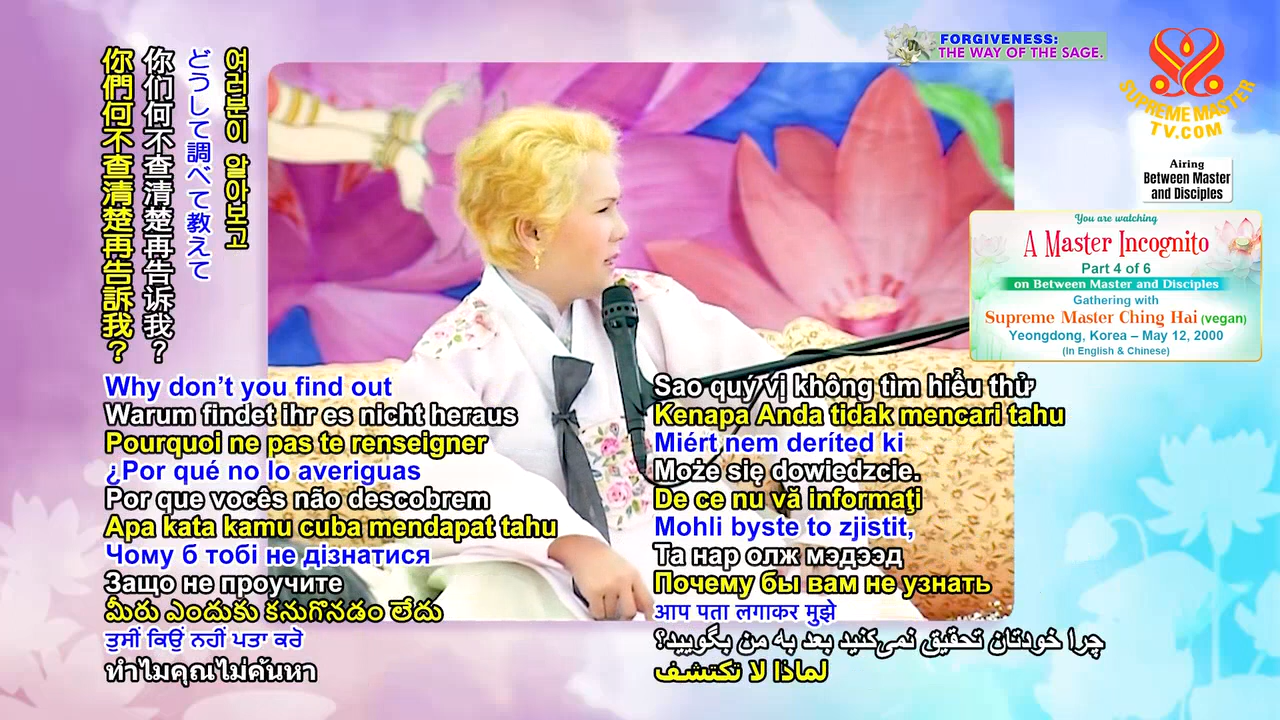 FORGIVENESS:
THE WAY OF THE SAGE.
SUPREME MASTER
TV.COM
Airing
Between Master
and Disciples
You are watching
A Master Incognito
Part 4 of 6
on Between Master and Disciples
Gathering with
Supreme Master Ching Hai (vegan)
Yeongdong, Korea – May 12, 2000
(In English & Chinese)
여러분이 알아보고
どうして調べて教えて
你们何不查清楚再告诉我？
你們何不查清楚再告訴我？
Why don’t you find out
Warum findet ihr es nicht heraus
Pourquoi ne pas te renseigner
¿Por qué no lo averiguas
Por que vocês não descobrem
Apa kata kamu cuba mendapat tahu
Чому б тобі не дізнатися
Защо не проучите
మీరు ఎందుకు కనుగొనడం లేదు
ਤੁਸੀਂ ਕਿਉਂ ਨਹੀਂ ਪਤਾ ਕਰੋ
ทำไมคุณไม่ค้นหา
Sao quý vị không tìm hiểu thử
Kenapa Anda tidak mencari tahu
Miért nem deríted ki
Może się dowiedzcie.
De ce nu vă informaţi
Mohli byste to zjistit,
Та нар олж мэдээд
Почему бы вам не узнать
आप पता लगाकर मुझे
چرا خودتان تحقیق نمی‌کنید بعد به من بگویید؟
لماذا لا تكتشف